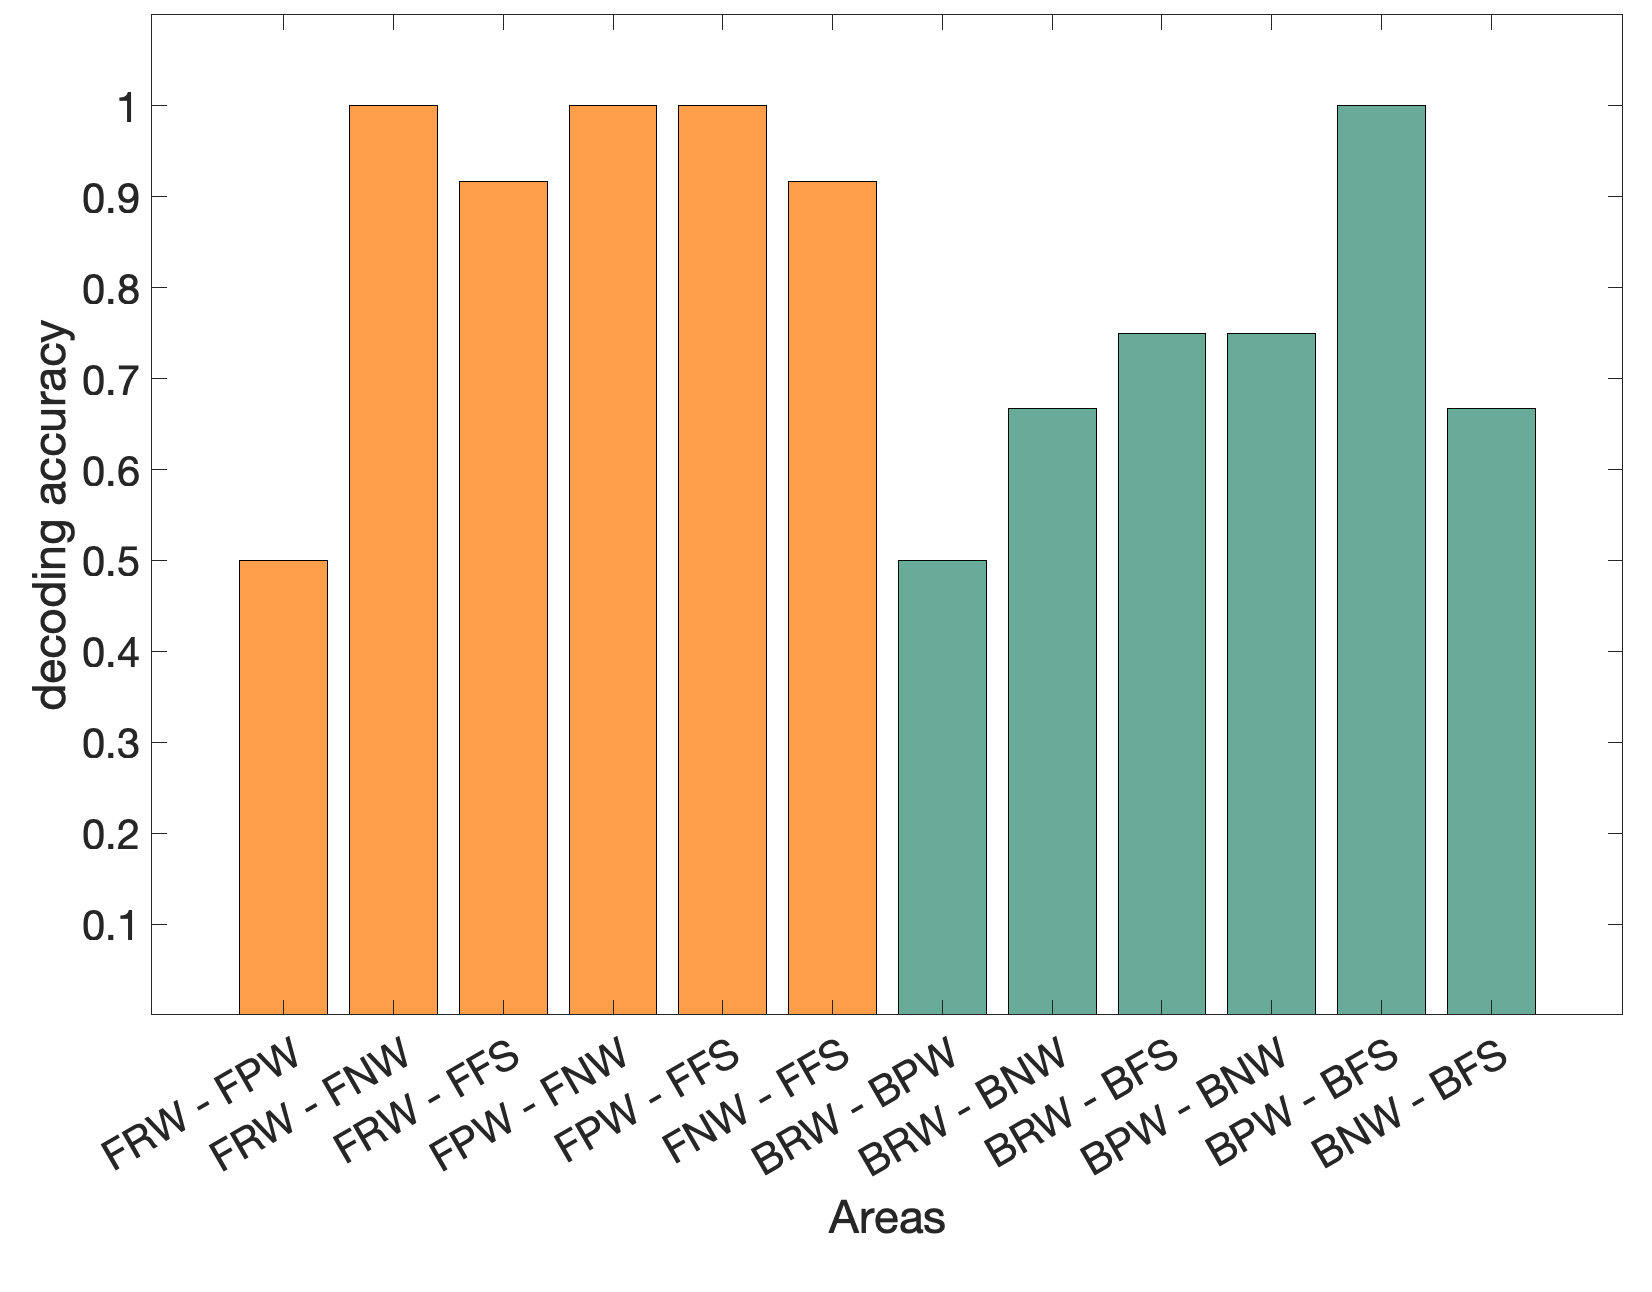 decoding accuracy
1
0.9
0.8
0.7
0.6
0.5
0.4
0.3
0.2
0.1
FRW - FPW
FRW - FNW
FRW - FFS
FPW - FNW
FPW - FFS
FNW - FFS
BRW - BPW
BRW - BNW
BRW - BFS
BPW - BNW
BPW - BFS
BNW - BFS
Areas